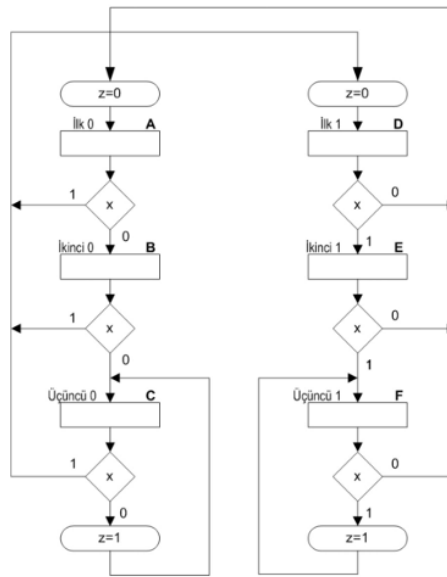 z=0
z=0
İlk 0 A
İlk 1 D
1 x
x 0
0
1
İkinci 0 B
İkinci 1 E
1 x
x 0
0
1
Üçüncü 0 C
Üçüncü 1 F
1 x
x 0
0
1
z=1
z=1